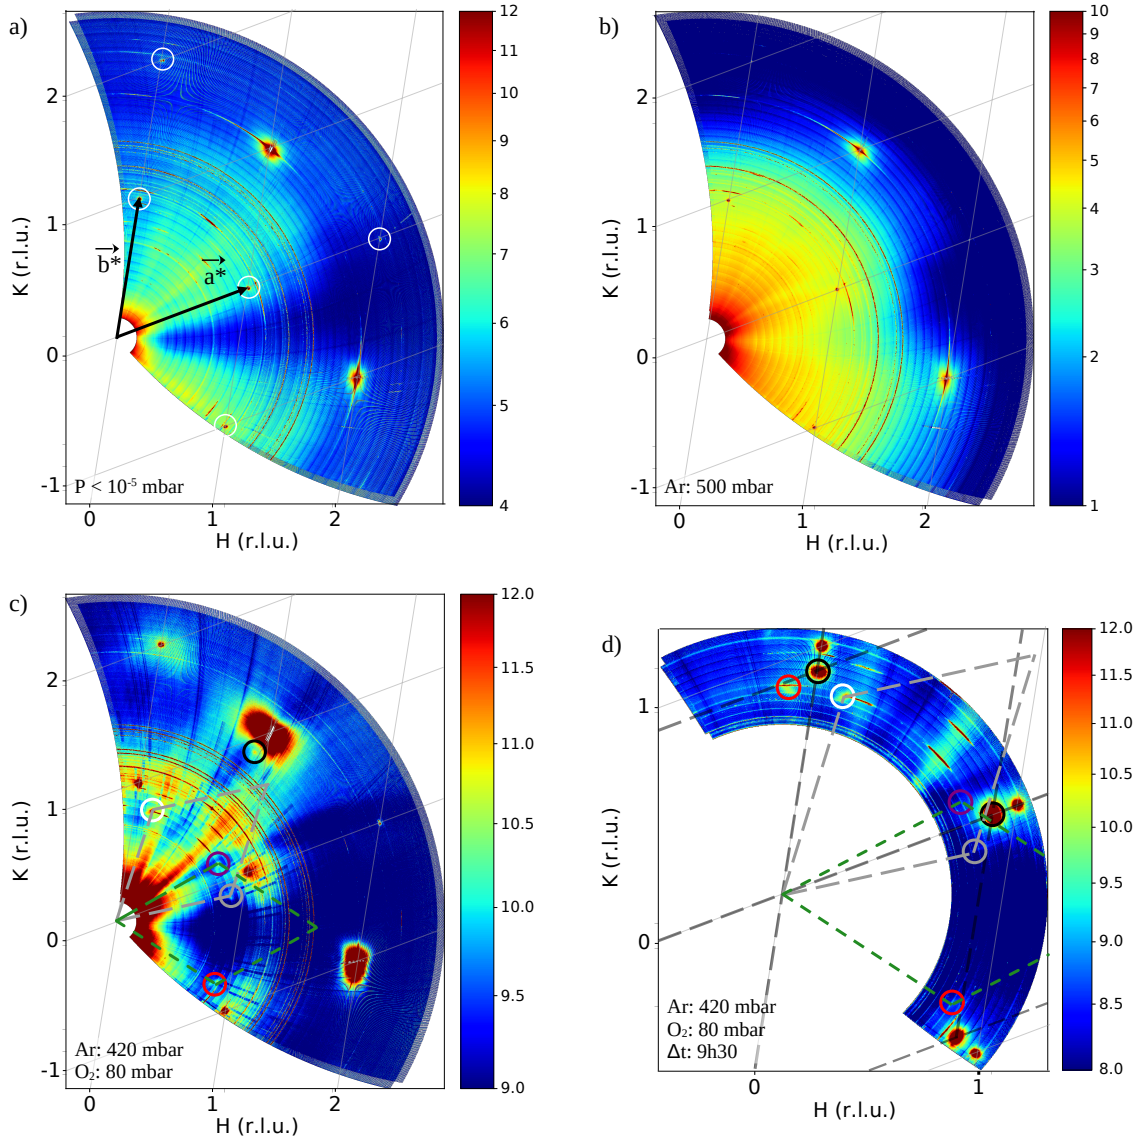 a)
12
11
10
9
8
7
6
5
4
K (r.l.u.)
2
1
0
-1
b*
a*
P < 10⁻⁵ mbar
0
1
2
H (r.l.u.)
b)
10
9
8
7
6
5
4
3
2
1
K (r.l.u.)
2
1
0
-1
Ar: 500 mbar
0
1
2
H (r.l.u.)
c)
12.0
11.5
11.0
10.5
10.0
9.5
9.0
K (r.l.u.)
2
1
0
-1
Ar: 420 mbar
O₂: 80 mbar
0
1
2
H (r.l.u.)
d)
12.0
11.5
11.0
10.5
10.0
9.5
9.0
8.5
8.0
K (r.l.u.)
1
0
Ar: 420 mbar
O₂: 80 mbar
Δt: 9h30
0
1
H (r.l.u.)